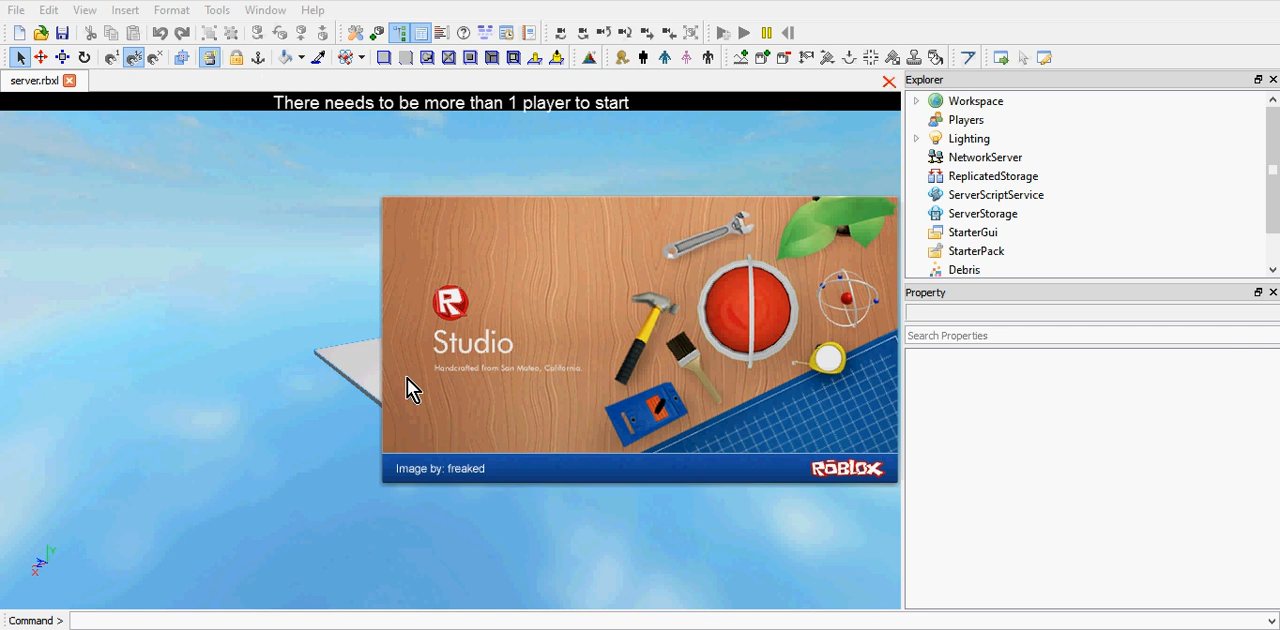 File Edit View Insert Format Tools Window Help
server.rbxl
There needs to be more than 1 player to start
Explorer
Workspace
Players
Lighting
NetworkServer
ReplicatedStorage
ServerScriptService
ServerStorage
StarterGui
StarterPack
Debris
Property
Search Properties
R
Studio
Handcrafted from San Mateo, California.
Image by: freaked
ROBLOX
Y
X
Command >